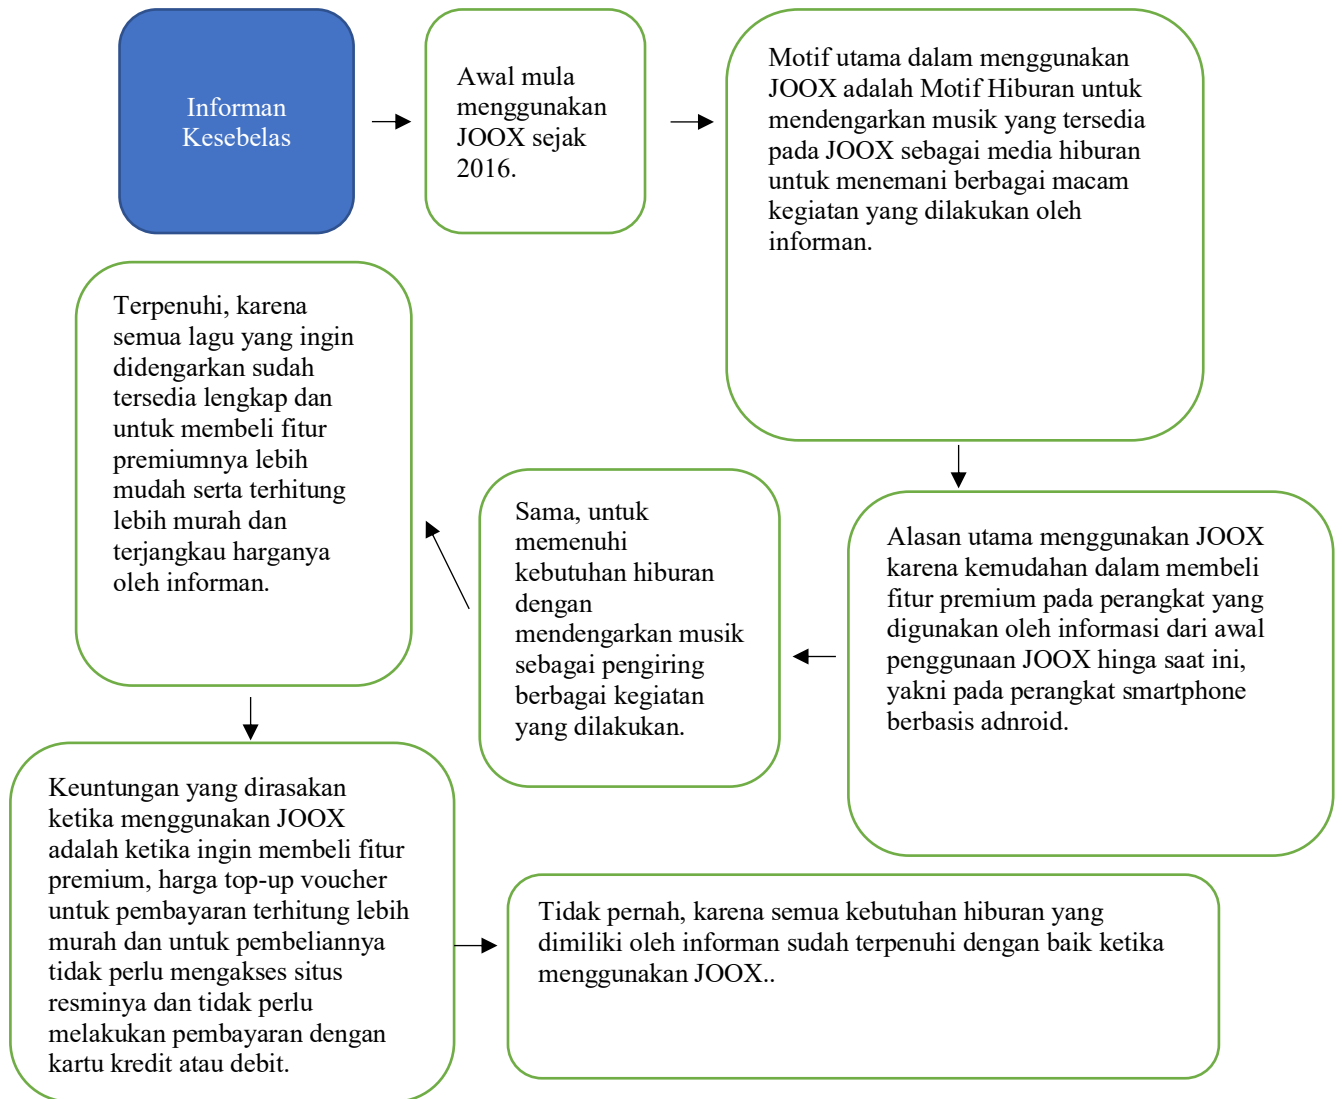 Informan
Kesebelas
Awal mula
menggunakan
JOOX sejak
2016.
Motif utama dalam menggunakan
JOOX adalah Motif Hiburan untuk
mendengarkan musik yang tersedia
pada JOOX sebagai media hiburan
untuk menemani berbagai macam
kegiatan yang dilakukan oleh
informan.
Alasan utama menggunakan JOOX
karena kemudahan dalam membeli
fitur premium pada perangkat yang
digunakan oleh informasi dari awal
penggunaan JOOX hingga saat ini,
yakni pada perangkat smartphone
berbasis adnroid.
Sama, untuk
memenuhi
kebutuhan hiburan
dengan
mendengarkan musik
sebagai pengiring
berbagai kegiatan
yang dilakukan.
Terpenuhi, karena
semua lagu yang ingin
didengarkan sudah
tersedia lengkap dan
untuk membeli fitur
premiumnya lebih
mudah serta terhitung
lebih murah dan
terjangkau harganya
oleh informan.
Keuntungan yang dirasakan
ketika menggunakan JOOX
adalah ketika ingin membeli fitur
premium, harga top-up voucher
untuk pembayaran terhitung lebih
murah dan untuk pembeliannya
tidak perlu mengakses situs
resminya dan tidak perlu
melakukan pembayaran dengan
kartu kredit atau debit.
Tidak pernah, karena semua kebutuhan hiburan yang
dimiliki oleh informan sudah terpenuhi dengan baik ketika
menggunakan JOOX..